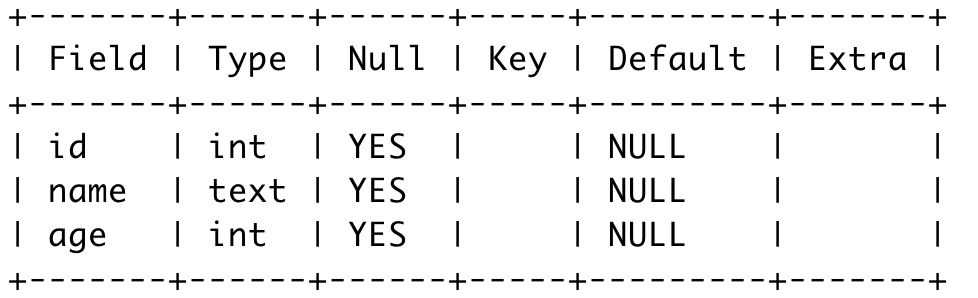 +-------+------+------+-----+---------+-------+
| Field | Type | Null | Key | Default | Extra |
+-------+------+------+-----+---------+-------+
| id    | int  | YES  |     | NULL    |       |
| name  | text | YES  |     | NULL    |       |
| age   | int  | YES  |     | NULL    |       |
+-------+------+------+-----+---------+-------+